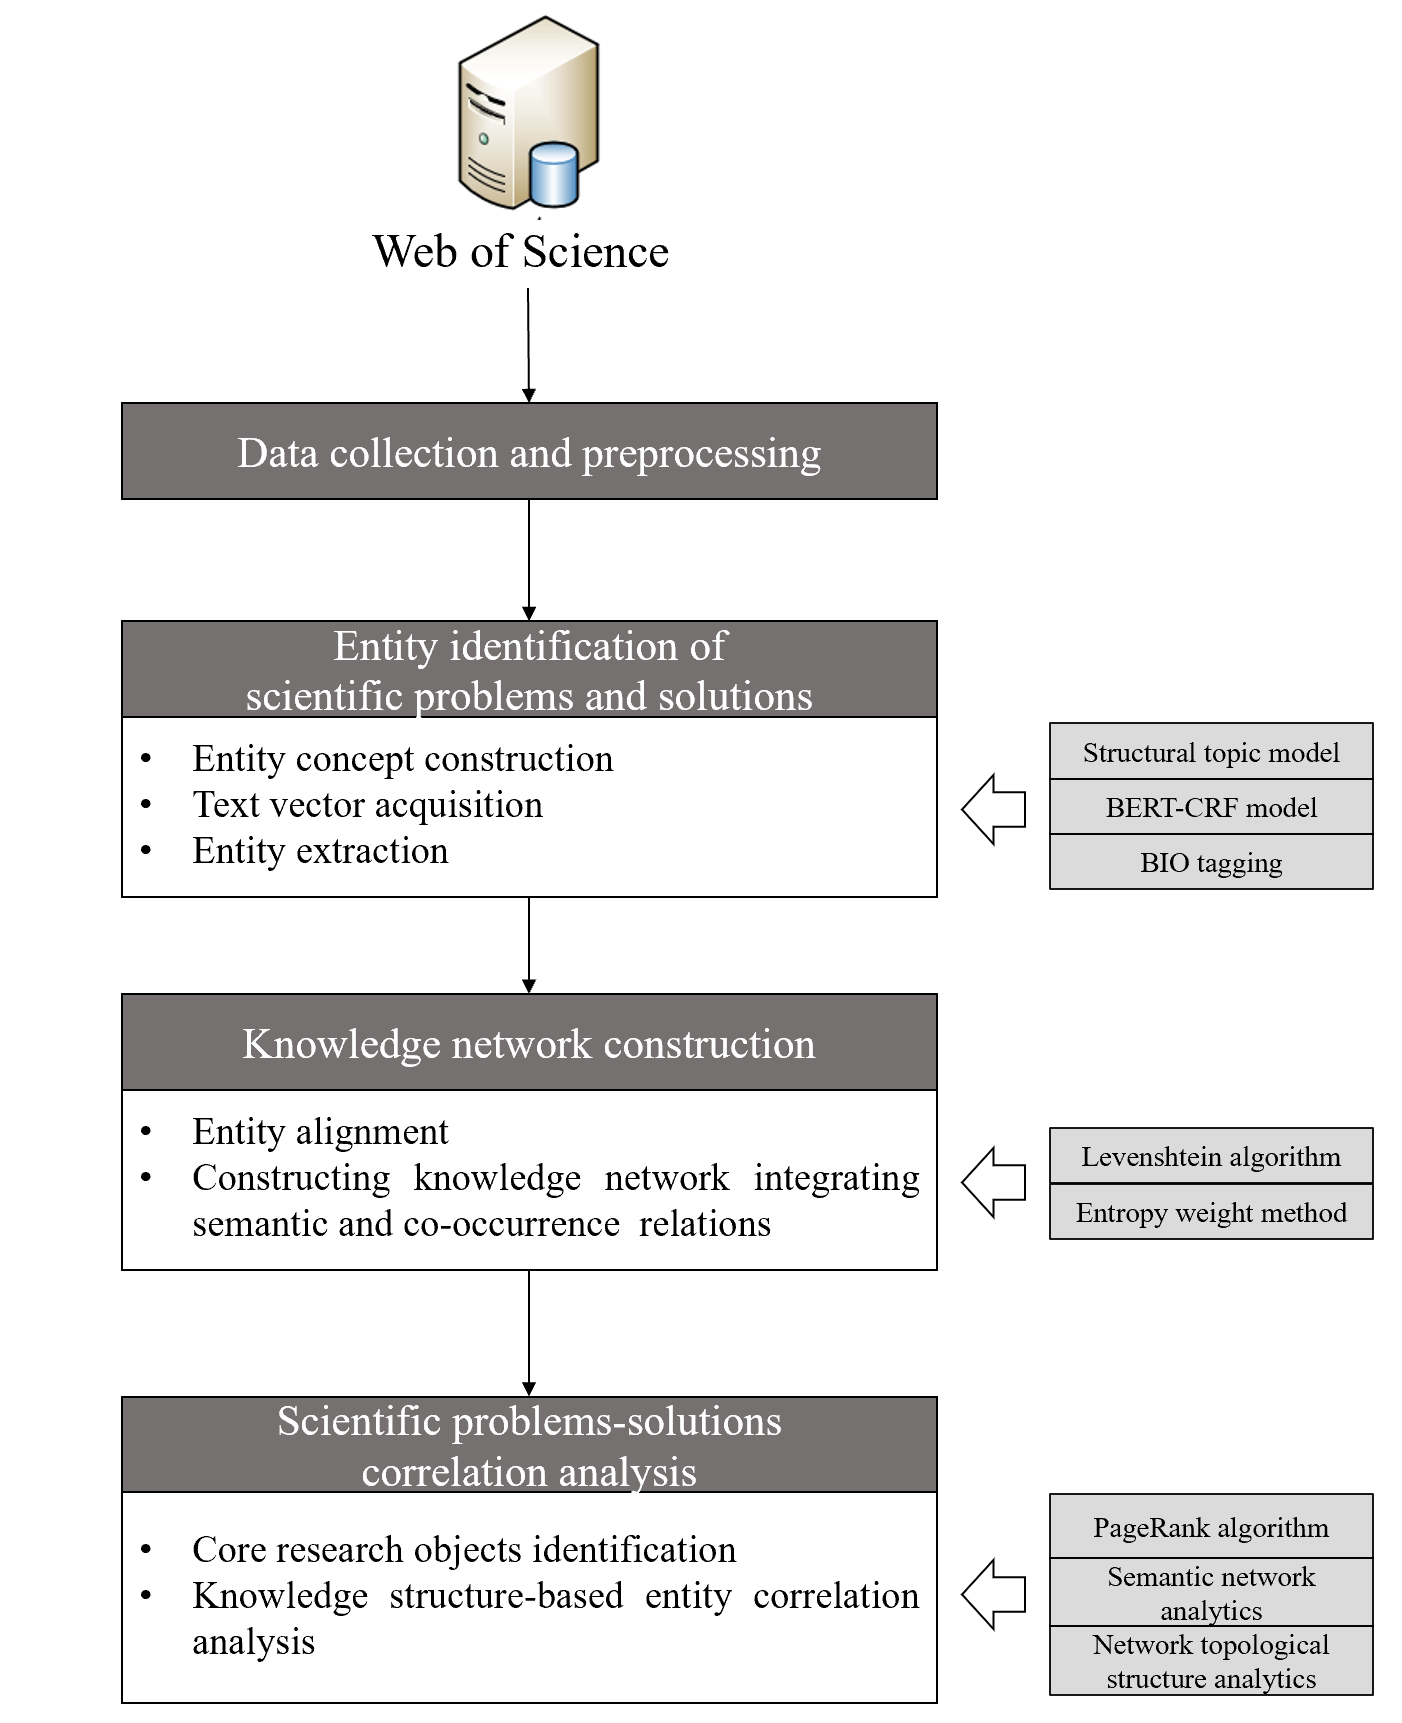 Web of Science
Data collection and preprocessing
Entity identification of
scientific problems and solutions
• Entity concept construction
• Text vector acquisition
• Entity extraction
Structural topic model
BERT-CRF model
BIO tagging
Knowledge network construction
• Entity alignment
• Constructing knowledge network integrating
semantic and co-occurrence relations
Levenshtein algorithm
Entropy weight method
Scientific problems-solutions
correlation analysis
• Core research objects identification
• Knowledge structure-based entity correlation
analysis
PageRank algorithm
Semantic network
analytics
Network topological
structure analytics